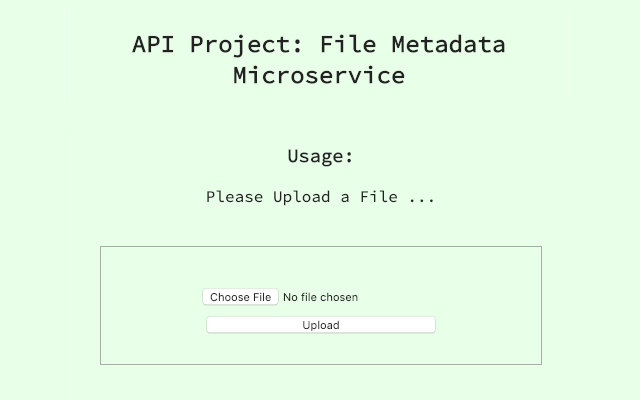 API Project: File Metadata
Microservice
Usage:
Please Upload a File ...
Choose File No file chosen
Upload